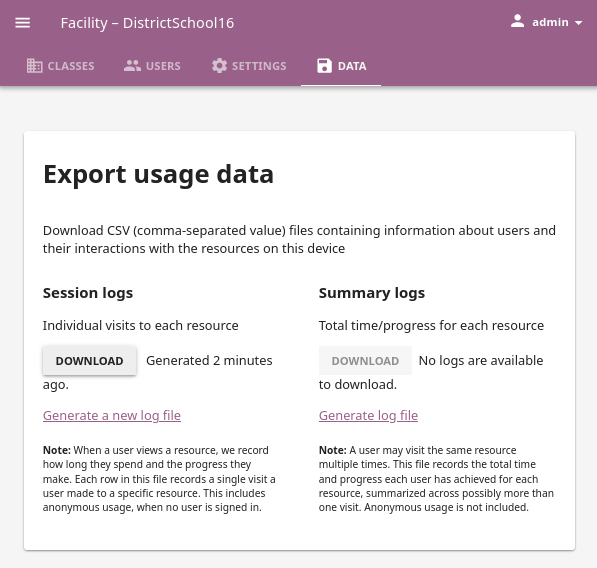 Facility – DistrictSchool16
admin
CLASSES USERS SETTINGS DATA
Export usage data
Download CSV (comma-separated value) files containing information about users and
their interactions with the resources on this device
Session logs
Individual visits to each resource
DOWNLOAD Generated 2 minutes
ago.
Generate a new log file
Note: When a user views a resource, we record
how long they spend and the progress they
make. Each row in this file records a single visit a
user made to a specific resource. This includes
anonymous usage, when no user is signed in.
Summary logs
Total time/progress for each resource
DOWNLOAD No logs are available
to download.
Generate log file
Note: A user may visit the same resource
multiple times. This file records the total time
and progress each user has achieved for each
resource, summarized across possibly more than
one visit. Anonymous usage is not included.